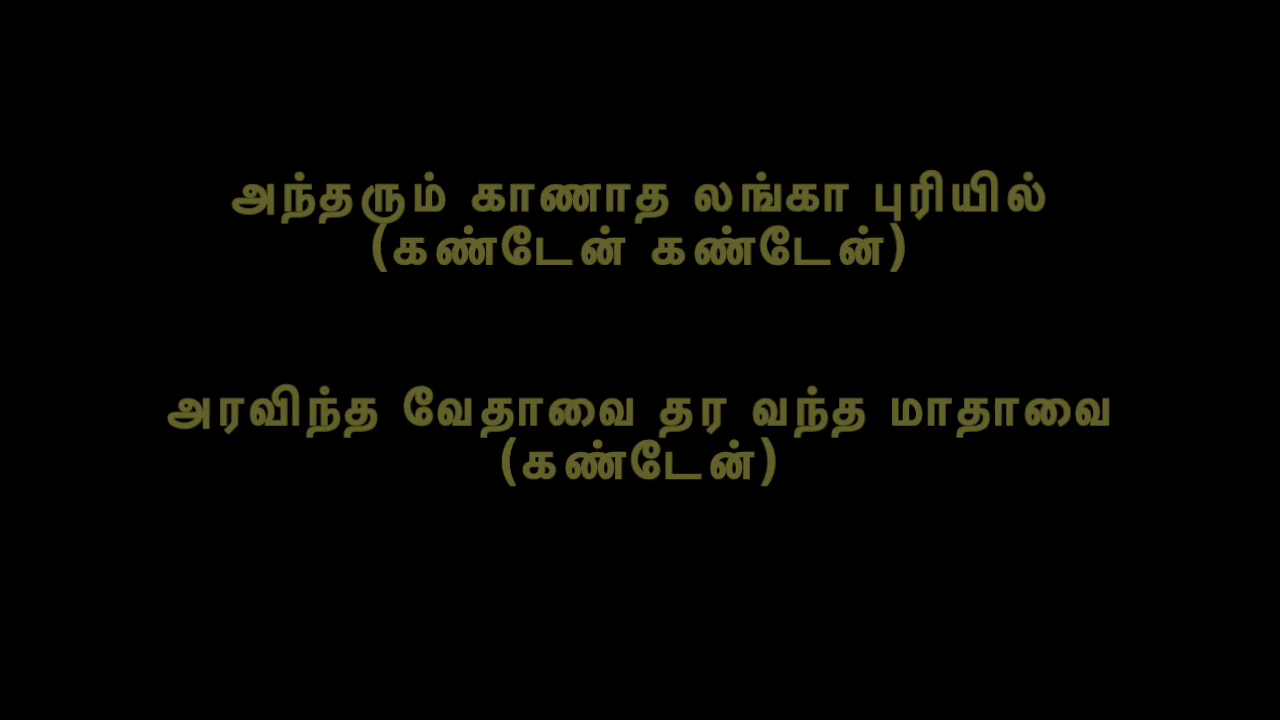 அந்தரும் காணாத லங்கா புரியில்
(கண்டேன் கண்டேன்)
அரவிந்த வேதாவை தர வந்த மாதாவை
(கண்டேன்)